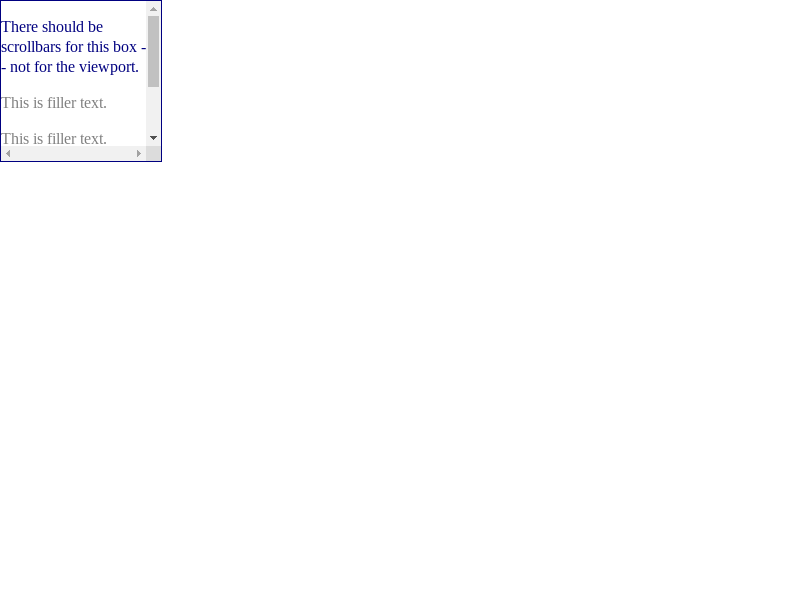 There should be
scrollbars for this box -
- not for the viewport.
This is filler text.
This is filler text.